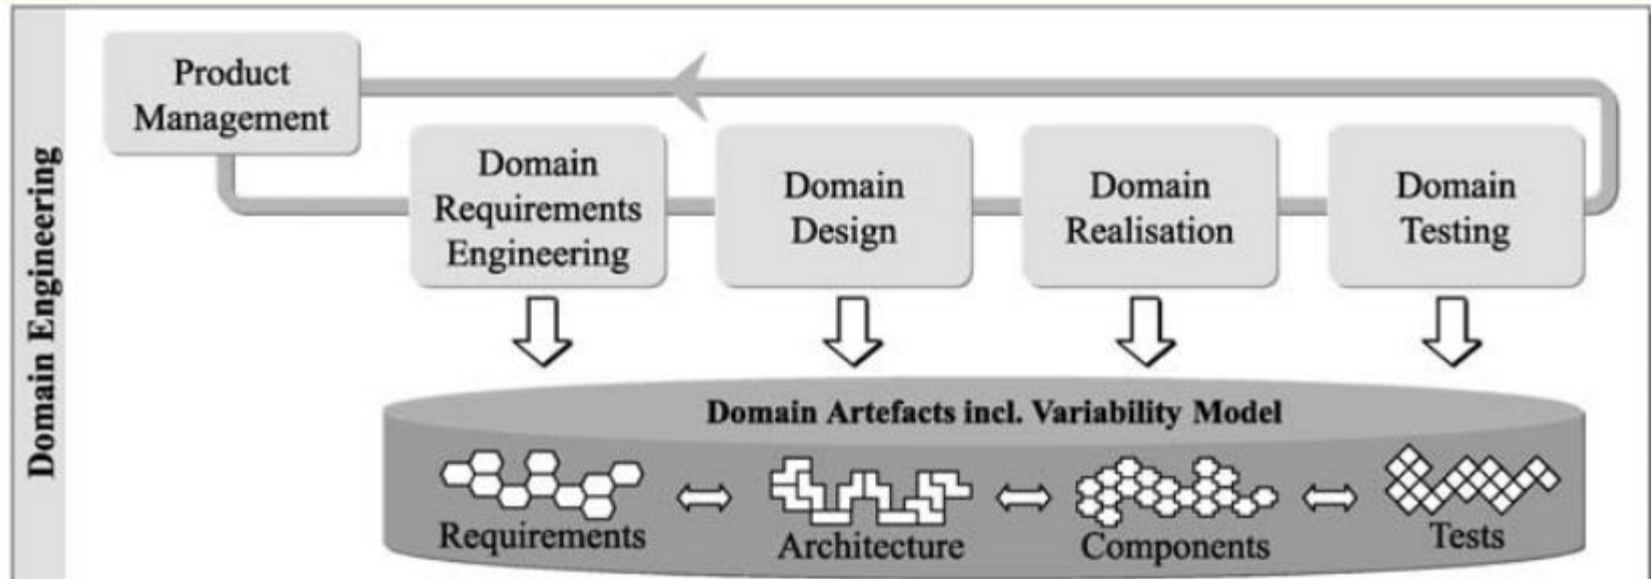 Domain Engineering
Product
Management
Domain
Requirements
Engineering
Domain
Design
Domain
Realisation
Domain
Testing
Domain Artefacts incl. Variability Model
Requirements
Architecture
Components
Tests